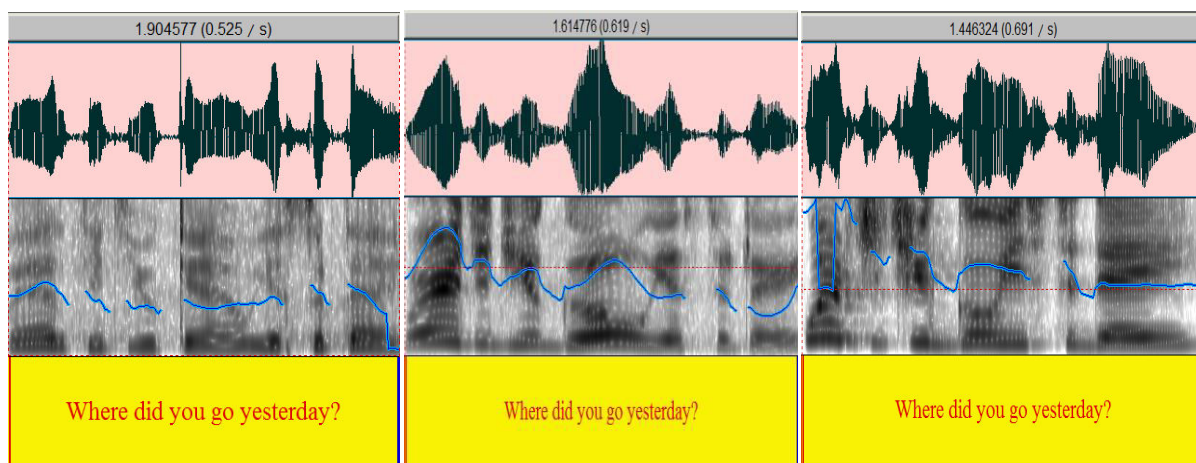 1.904577 (0.525 / s)
1.614776 (0.619 / s)
1.446324 (0.691 / s)
Where did you go yesterday?
Where did you go yesterday?
Where did you go yesterday?